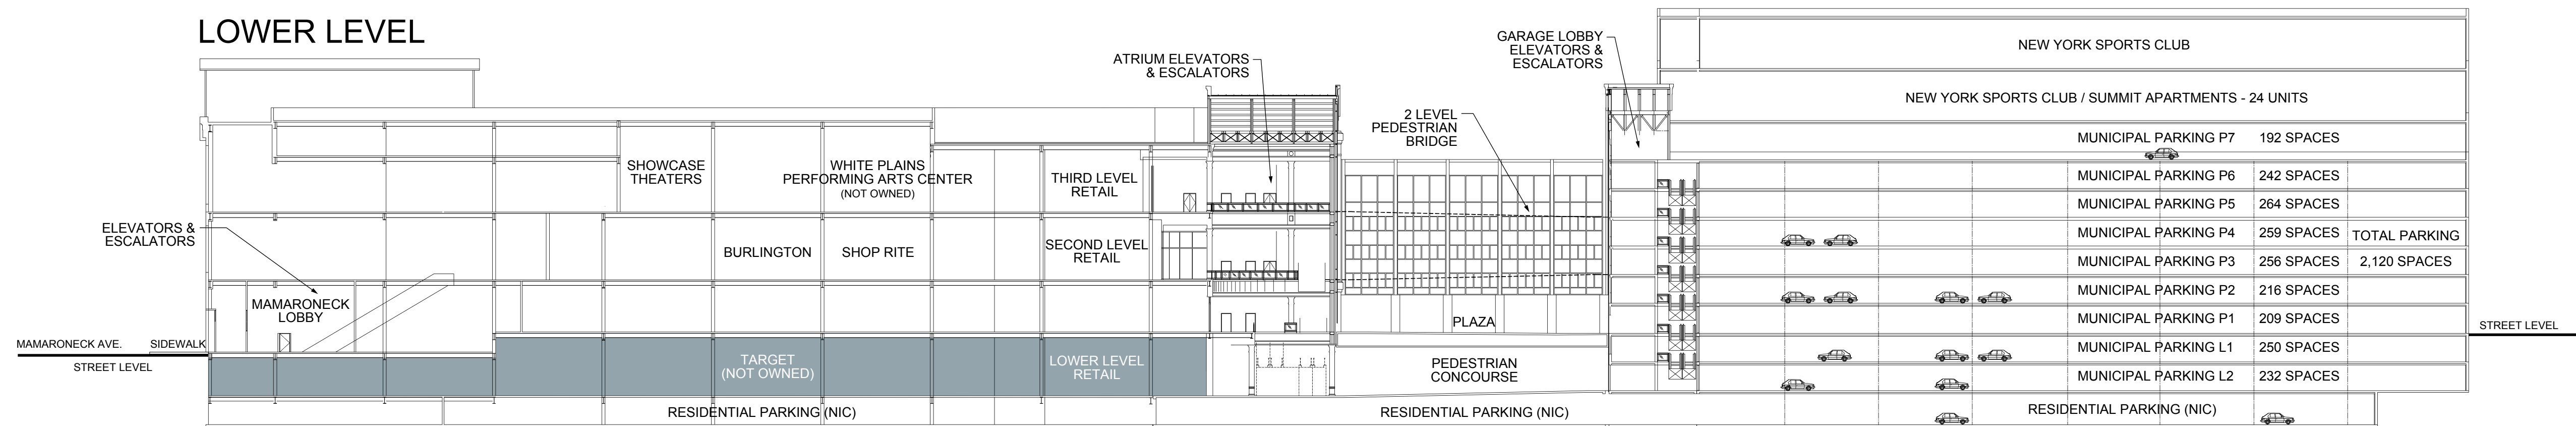 LOWER LEVEL
ATRIUM ELEVATORS
& ESCALATORS
GARAGE LOBBY
ELEVATORS &
ESCALATORS
2 LEVEL
PEDESTRIAN
BRIDGE
NEW YORK SPORTS CLUB
NEW YORK SPORTS CLUB / SUMMIT APARTMENTS - 24 UNITS
MUNICIPAL PARKING P7 192 SPACES
MUNICIPAL PARKING P6 242 SPACES
MUNICIPAL PARKING P5 264 SPACES
MUNICIPAL PARKING P4 259 SPACES
MUNICIPAL PARKING P3 256 SPACES
MUNICIPAL PARKING P2 216 SPACES
MUNICIPAL PARKING P1 209 SPACES
MUNICIPAL PARKING L1 250 SPACES
MUNICIPAL PARKING L2 232 SPACES
TOTAL PARKING
2,120 SPACES
SHOWCASE
THEATERS
WHITE PLAINS
PERFORMING ARTS CENTER
(NOT OWNED)
THIRD LEVEL
RETAIL
ELEVATORS &
ESCALATORS
BURLINGTON
SHOP RITE
SECOND LEVEL
RETAIL
MAMARONECK
LOBBY
PLAZA
MAMARONECK AVE.
SIDEWALK
STREET LEVEL
TARGET
(NOT OWNED)
LOWER LEVEL
RETAIL
PEDESTRIAN
CONCOURSE
STREET LEVEL
RESIDENTIAL PARKING (NIC)
RESIDENTIAL PARKING (NIC)
RESIDENTIAL PARKING (NIC)